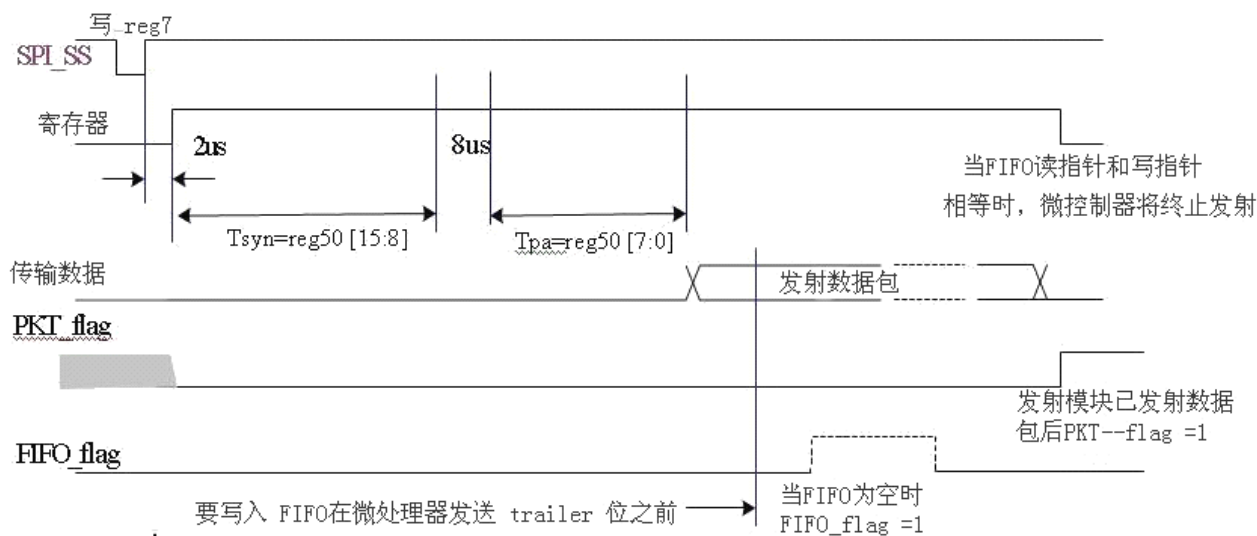 写_reg7
SPI_SS
寄存器
2us
8us
当FIFO读指针和写指针
相等时，微控制器将终止发射
Tsyn=reg50 [15:8]
Tpa=reg50 [7:0]
传输数据
发射数据包
PKT_flag
发射模块已发射数据
包后PKT--flag =1
FIFO_flag
要写入 FIFO在微处理器发送 trailer 位之前
当FIFO为空时
FIFO_flag =1